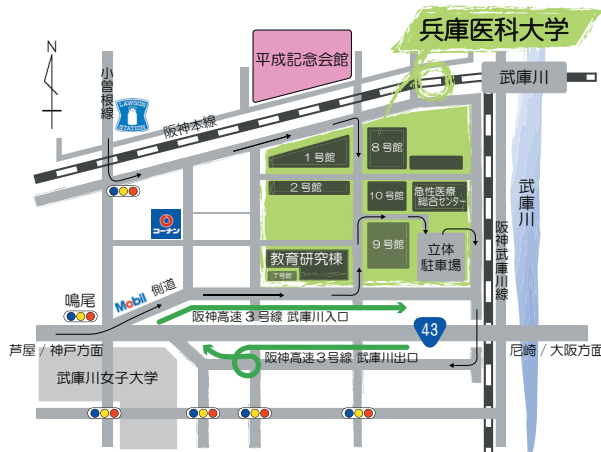 兵庫医科大学
N
平成記念会館
武庫川
小曽根線
LAWSON
STATION
阪神本線
1号館
8号館
2号館
10号館
急性医療
総合センター
武庫川
コーナン
9号館
立体
駐車場
阪神武庫川線
教育研究棟
7号館
鳴尾
Mobil
側道
阪神高速3号線 武庫川入口
43
芦屋/神戸方面
尼崎/大阪方面
阪神高速3号線 武庫川出口
武庫川女子大学